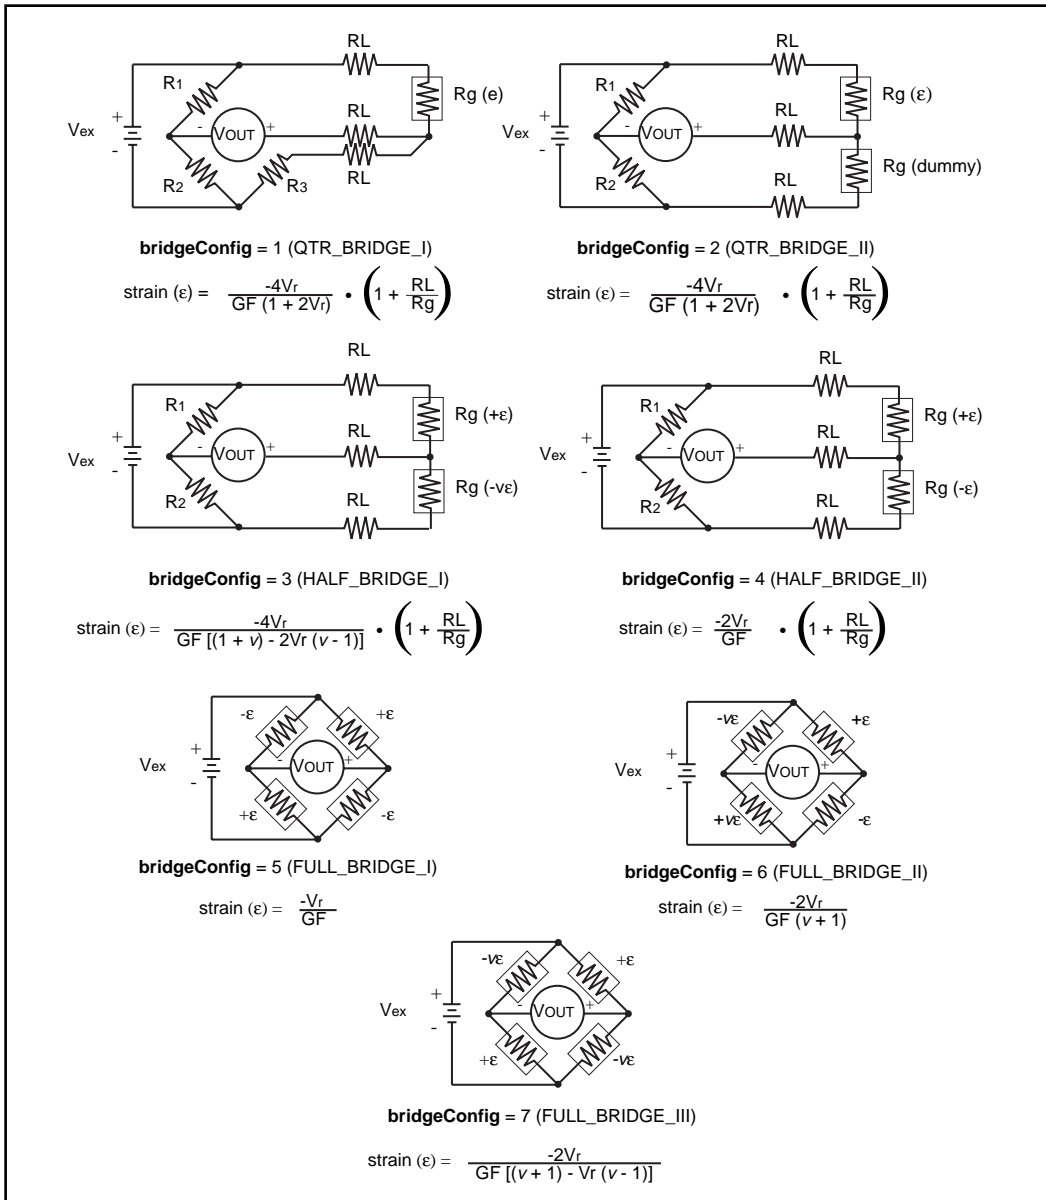 RL
R1
Rg (e)
+
Vex
-
- VOUT +
RL
R2
R3
RL
bridgeConfig = 1 (QTR_BRIDGE_I)
strain (ε) = -4Vr / GF (1 + 2Vr) • (1 + RL/Rg)
RL
R1
Rg (ε)
+
Vex
-
- VOUT +
RL
R2
Rg (dummy)
RL
bridgeConfig = 2 (QTR_BRIDGE_II)
strain (ε) = -4Vr / GF (1 + 2Vr) • (1 + RL/Rg)
RL
R1
Rg (+ε)
+
Vex
-
- VOUT +
RL
R2
Rg (-vε)
RL
bridgeConfig = 3 (HALF_BRIDGE_I)
strain (ε) = -4Vr / GF [(1 + v) - 2Vr (v - 1)] • (1 + RL/Rg)
RL
R1
Rg (+ε)
+
Vex
-
- VOUT +
RL
R2
Rg (-ε)
RL
bridgeConfig = 4 (HALF_BRIDGE_II)
strain (ε) = -2Vr / GF • (1 + RL/Rg)
-ε
+ε
+
Vex
-
- VOUT +
+ε
-ε
bridgeConfig = 5 (FULL_BRIDGE_I)
strain (ε) = -Vr / GF
-vε
+ε
+
Vex
-
- VOUT +
+vε
-ε
bridgeConfig = 6 (FULL_BRIDGE_II)
strain (ε) = -2Vr / GF (v + 1)
-vε
+ε
+
Vex
-
- VOUT +
+ε
-vε
bridgeConfig = 7 (FULL_BRIDGE_III)
strain (ε) = -2Vr / GF [(v + 1) - Vr (v - 1)]